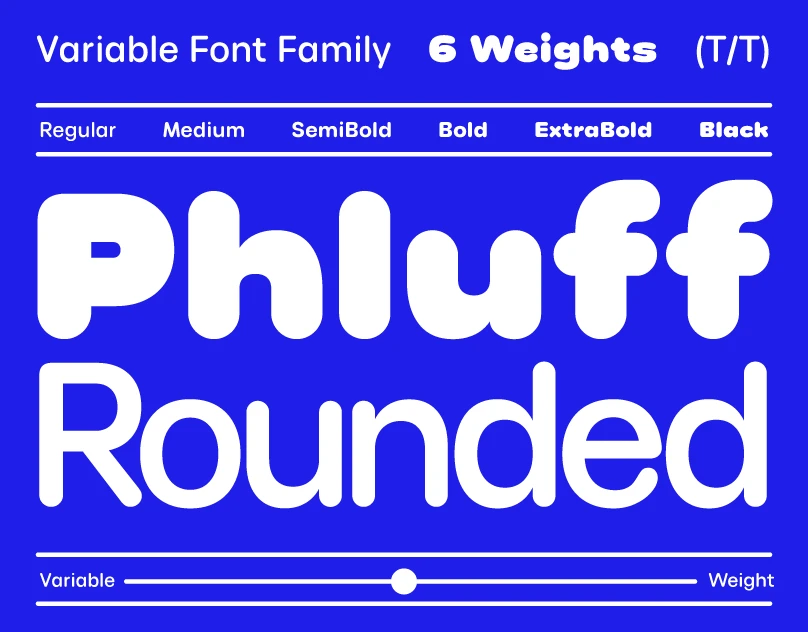 Variable Font Family 6 Weights (T/T)
Regular Medium SemiBold Bold ExtraBold Black
Phluff
Rounded
Variable Weight